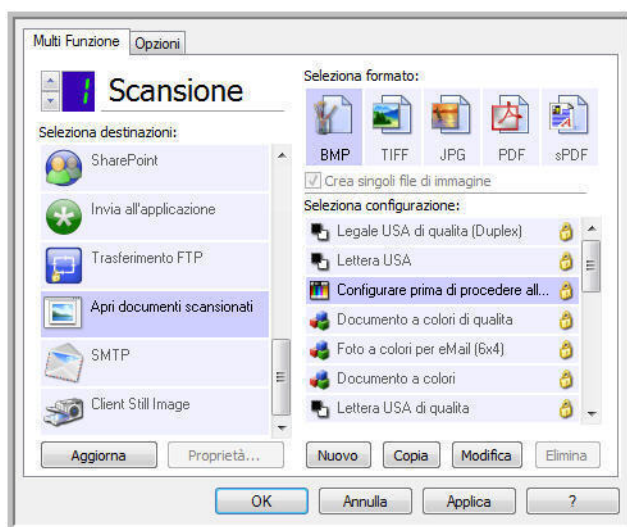 Multi Funzione
Opzioni
1
Scansione
Seleziona destinazioni:
SharePoint
Invia all'applicazione
Trasferimento FTP
Apri documenti scansionati
SMTP
Client Still Image
Aggiorna
Proprietà...
Seleziona formato:
BMP
TIFF
JPG
PDF
sPDF
Crea singoli file di immagine
Seleziona configurazione:
Legale USA di qualita (Duplex)
Lettera USA
Configurare prima di procedere all...
Documento a colori di qualita
Foto a colori per eMail (6x4)
Documento a colori
Lettera USA di qualita
Nuovo
Copia
Modifica
Elimina
OK
Annulla
Applica
?